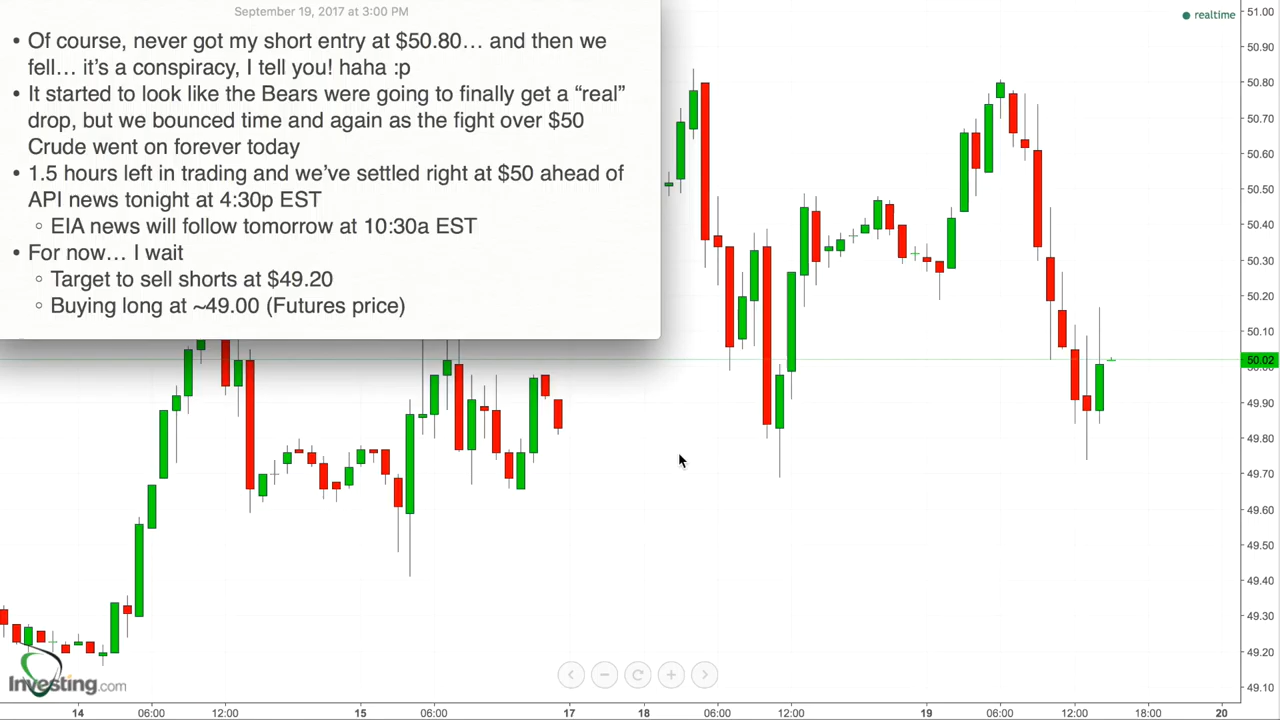 September 19, 2017 at 3:00 PM
• Of course, never got my short entry at $50.80… and then we
fell… it's a conspiracy, I tell you! haha :p
• It started to look like the Bears were going to finally get a “real”
drop, but we bounced time and again as the fight over $50
Crude went on forever today
• 1.5 hours left in trading and we've settled right at $50 ahead of
API news tonight at 4:30p EST
◦ EIA news will follow tomorrow at 10:30a EST
• For now… I wait
◦ Target to sell shorts at $49.20
◦ Buying long at ~49.00 (Futures price)
realtime
51.00
50.90
50.80
50.70
50.60
50.50
50.40
50.30
50.20
50.10
50.02
49.90
49.80
49.70
49.60
49.50
49.40
49.30
49.20
49.10
Investing.com
14 06:00 12:00 15 06:00 17 18 06:00 12:00 19 06:00 12:00 18:00 20